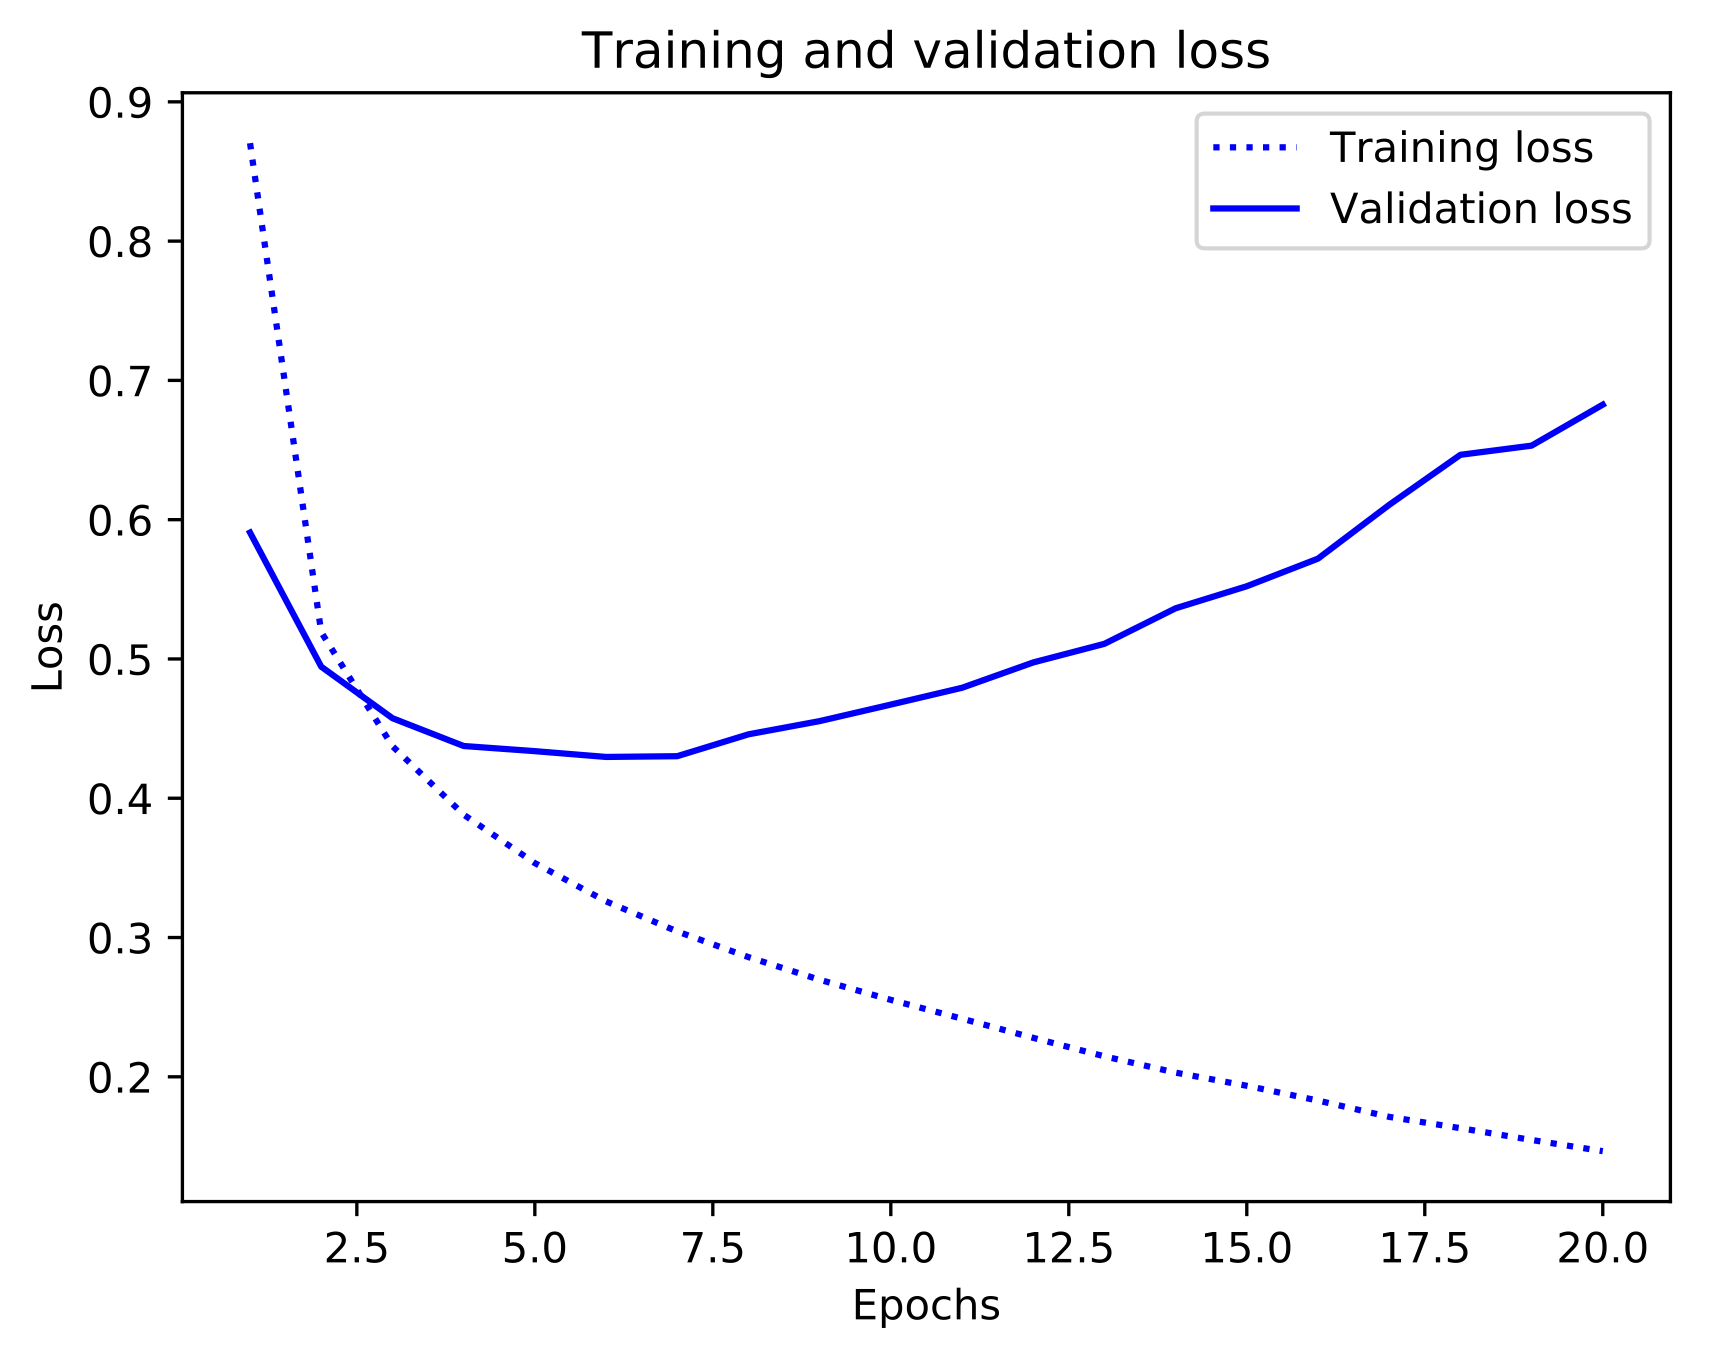 Training and validation loss
0.9
0.8
0.7
0.6
0.5
0.4
0.3
0.2
Loss
Training loss
Validation loss
2.5 5.0 7.5 10.0 12.5 15.0 17.5 20.0
Epochs